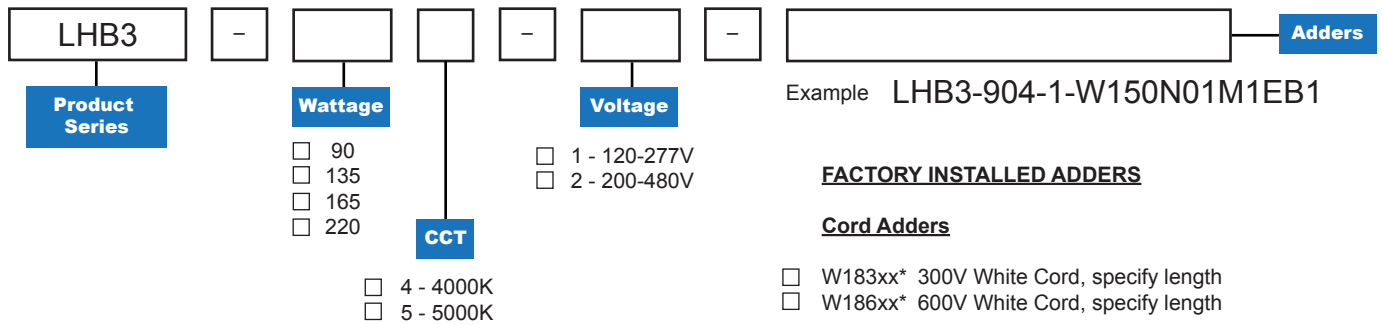 LHB3 - - -
Adders
Product
Series
Wattage
90
135
165
220
CCT
4 - 4000K
5 - 5000K
Voltage
1 - 120-277V
2 - 200-480V
Example LHB3-904-1-W150N01M1EB1
FACTORY INSTALLED ADDERS
Cord Adders
W183xx* 300V White Cord, specify length
W186xx* 600V White Cord, specify length